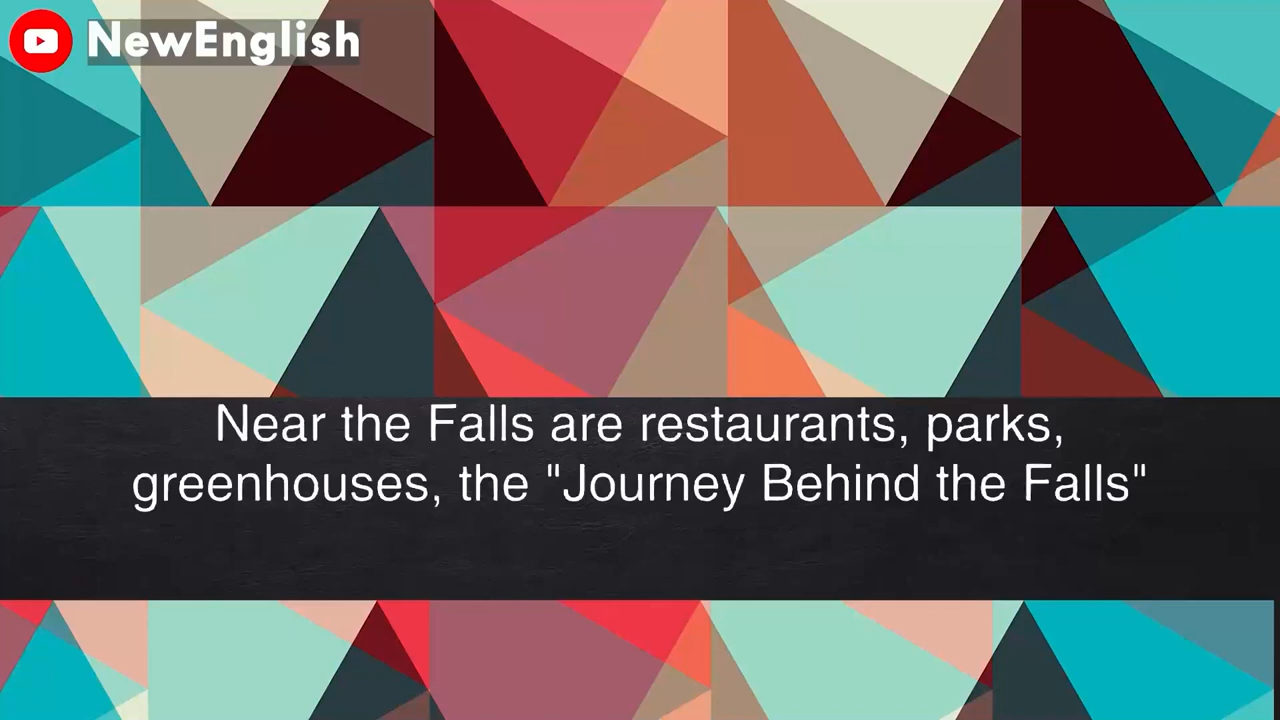 NewEnglish
Near the Falls are restaurants, parks,
greenhouses, the "Journey Behind the Falls"